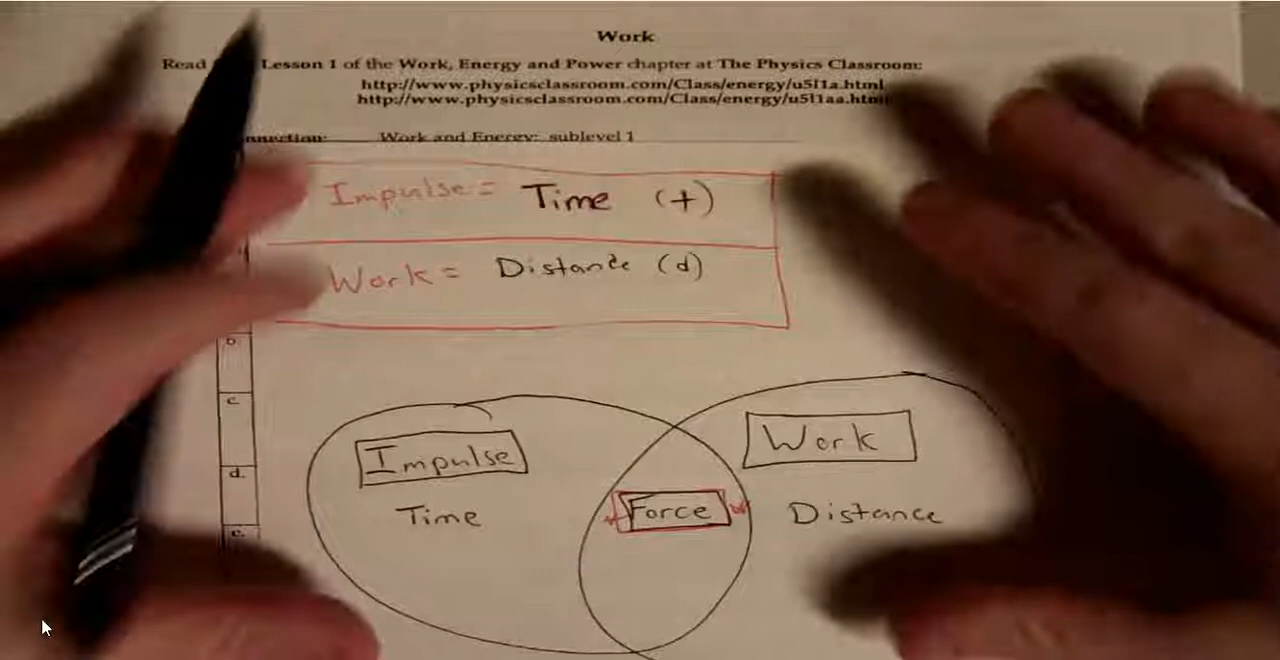 Work
Read Lesson 1 of the Work, Energy and Power chapter at The Physics Classroom:
http://www.physicsclassroom.com/Class/energy/u5l1a.html
http://www.physicsclassroom.com/Class/energy/u5l1aa.html
nnection: Work and Energy: sublevel 1
Impulse = Time (t)
Work = Distance (d)
b.
c.
d.
e.
Impulse
Work
Time
Force
Distance